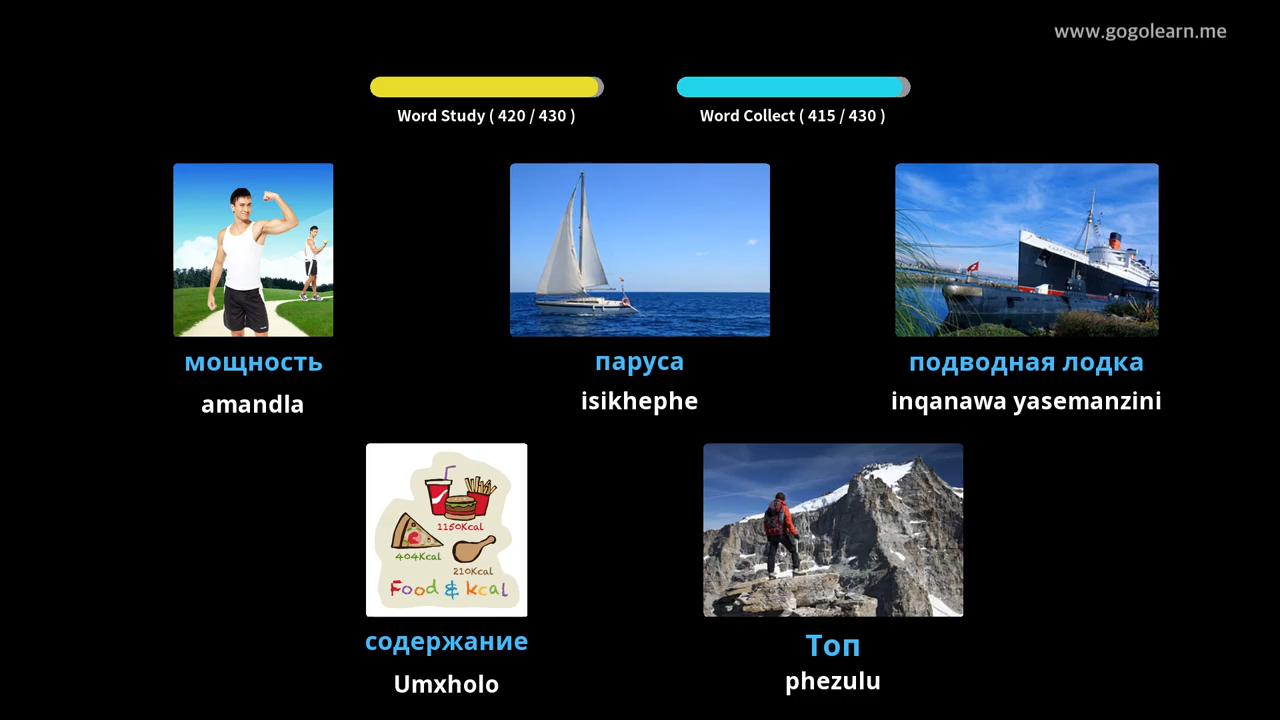 www.gogolearn.me
Word Study ( 420 / 430 )
Word Collect ( 415 / 430 )
мощность
amandla
паруса
isikhephe
подводная лодка
inqanawa yasemanzini
1150Kcal
404Kcal
210Kcal
Food & kcal
содержание
Umxholo
Топ
phezulu